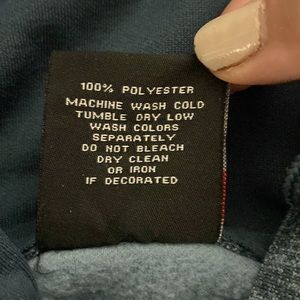 100% POLYESTER
MACHINE WASH COLD
TUMBLE DRY LOW
WASH COLORS
SEPARATELY
DO NOT BLEACH
DRY CLEAN
OR IRON
IF DECORATED